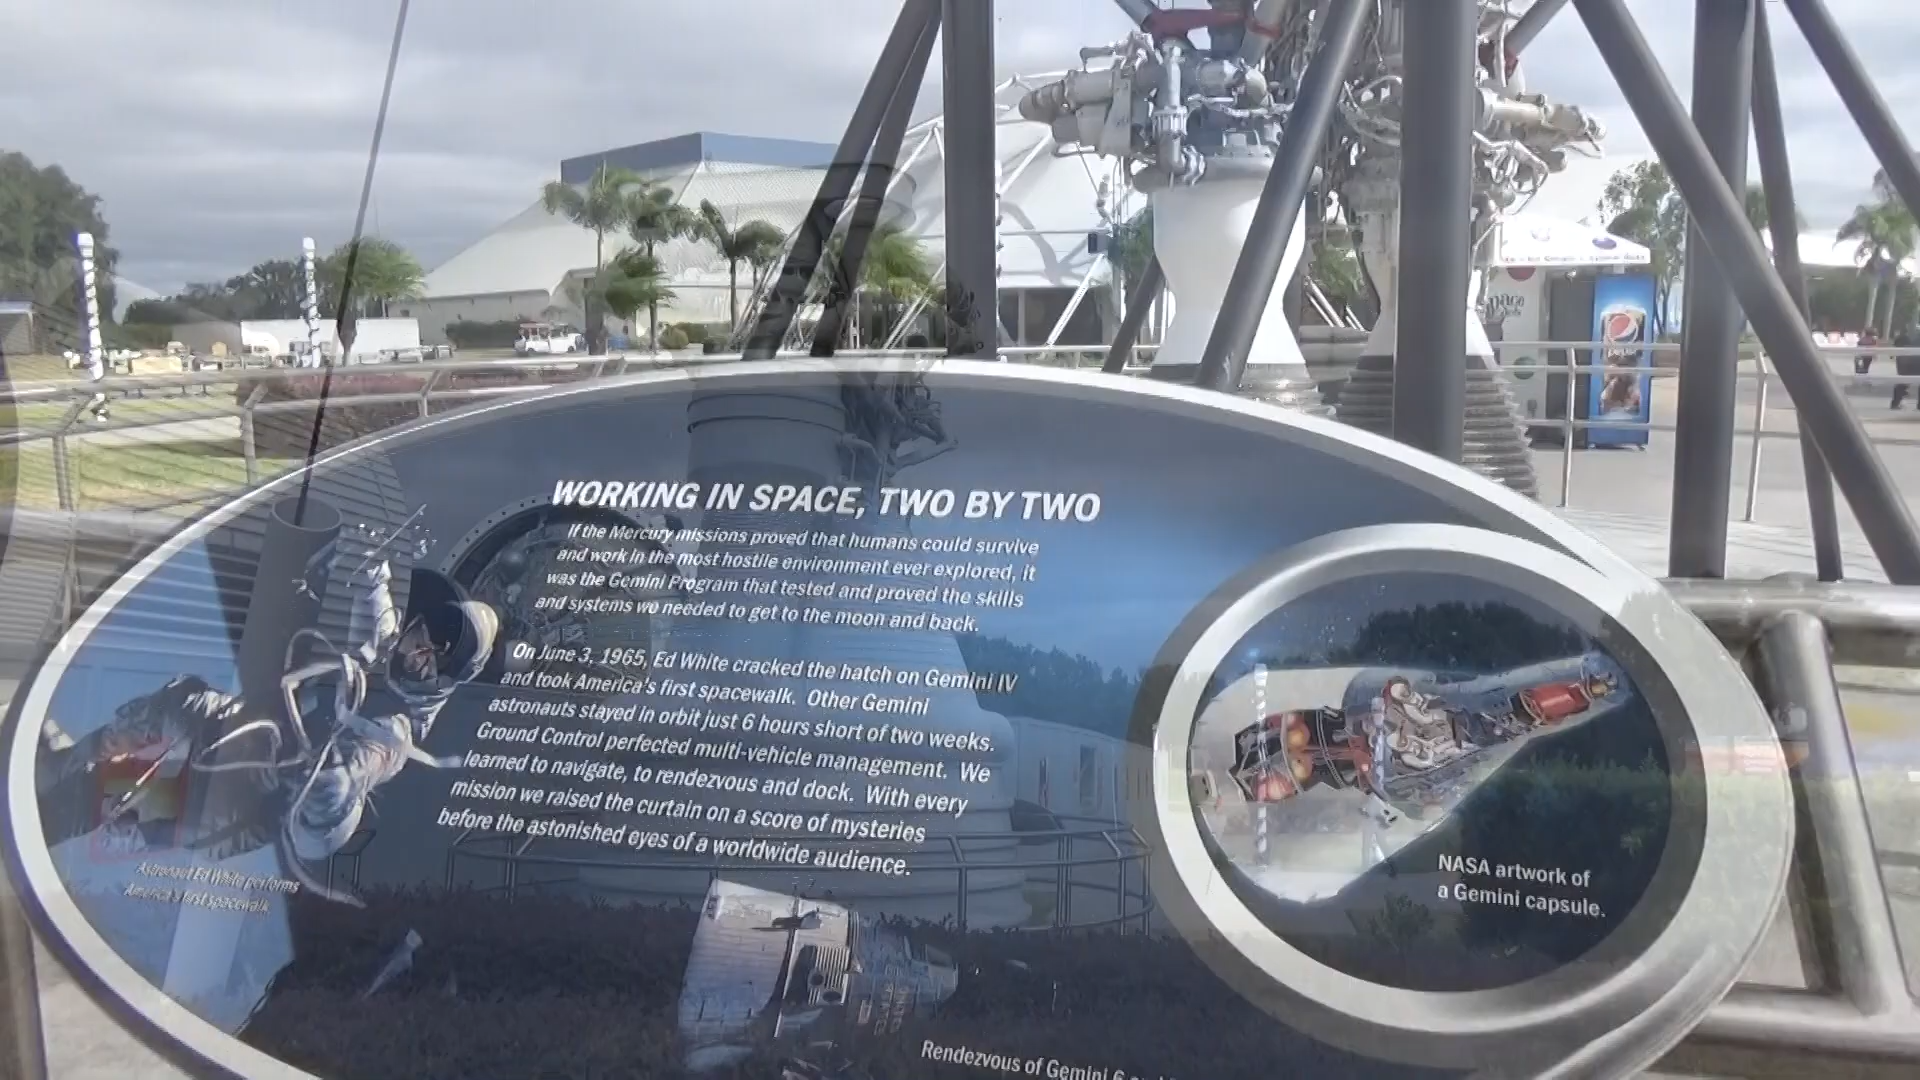 WORKING IN SPACE, TWO BY TWO
If the Mercury missions proved that humans could survive
and work in the most hostile environment ever explored, it
was the Gemini Program that tested and proved the skills
and systems we needed to get to the moon and back.
On June 3, 1965, Ed White cracked the hatch on Gemini IV
and took America's first spacewalk. Other Gemini
astronauts stayed in orbit just 6 hours short of two weeks.
Ground Control perfected multi-vehicle management. We
learned to navigate, to rendezvous and dock. With every
mission we raised the curtain on a score of mysteries
before the astonished eyes of a worldwide audience.
Astronaut Ed White performs
America's first spacewalk.
NASA artwork of
a Gemini capsule.
Rendezvous of Gemini 6
pepsi